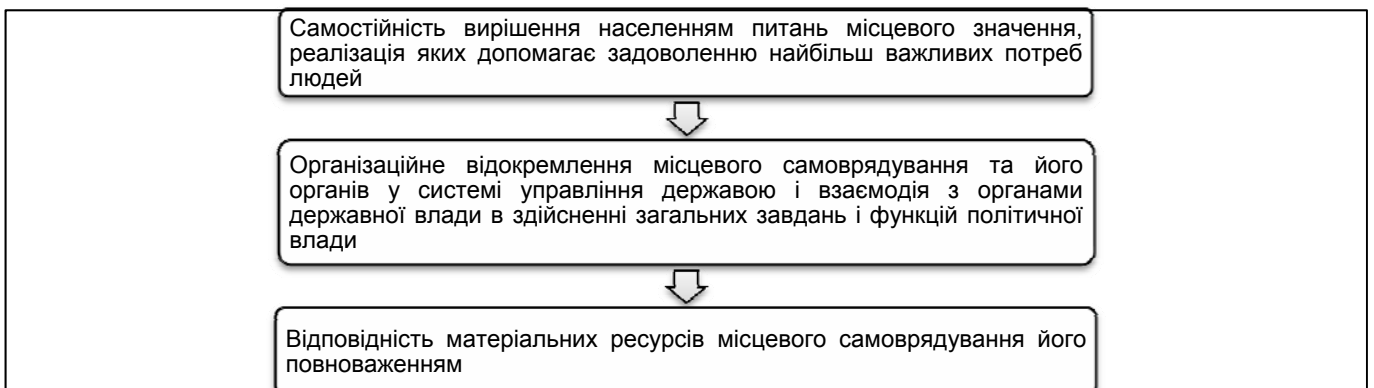 Самостійність вирішення населенням питань місцевого значення,
реалізація яких допомагає задоволенню найбільш важливих потреб
людей
Організаційне відокремлення місцевого самоврядування та його
органів у системі управління державою і взаємодія з органами
державної влади в здійсненні загальних завдань і функцій політичної
влади
Відповідність матеріальних ресурсів місцевого самоврядування його
повноваженням